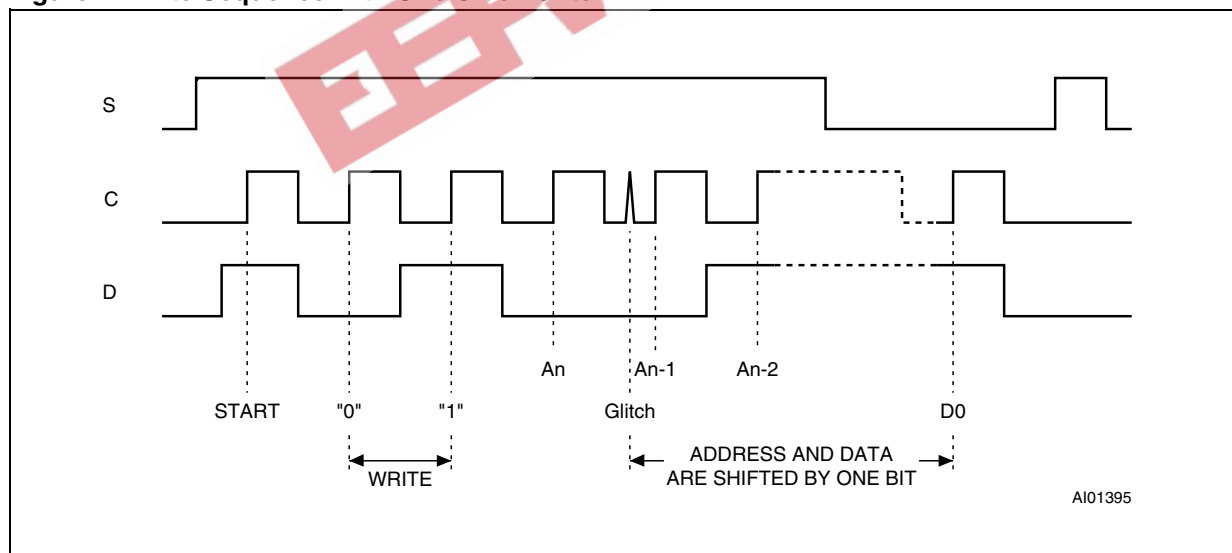 S
C
D
An An-1 An-2
START "0" "1" Glitch D0
WRITE
ADDRESS AND DATA
ARE SHIFTED BY ONE BIT
AI01395